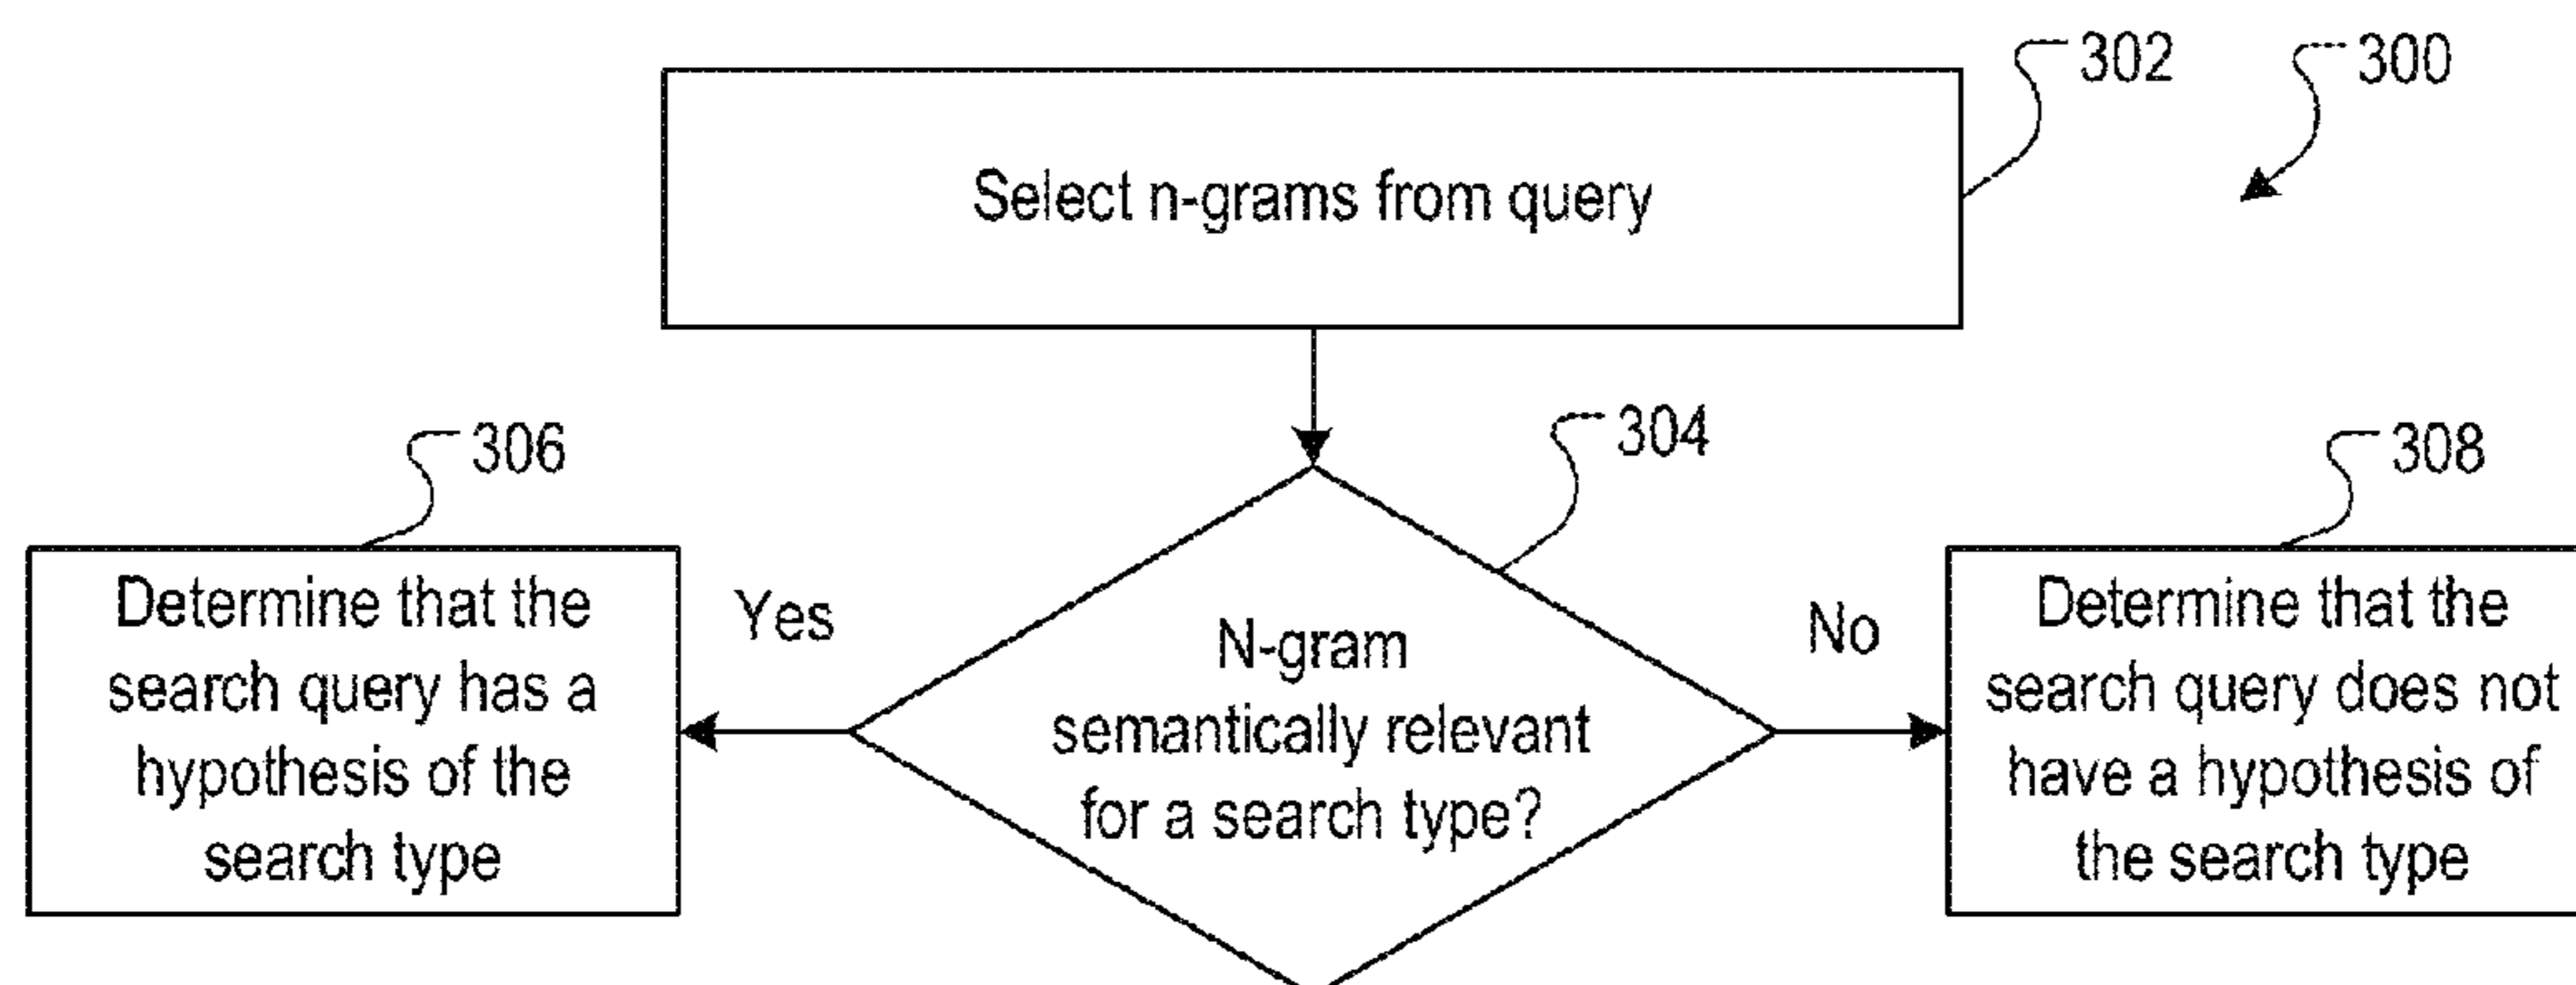 302
300
Select n-grams from query
304
306
308
Determine that the
search query has a
hypothesis of the
search type
Yes
N-gram
semantically relevant
for a search type?
No
Determine that the
search query does not
have a hypothesis of
the search type